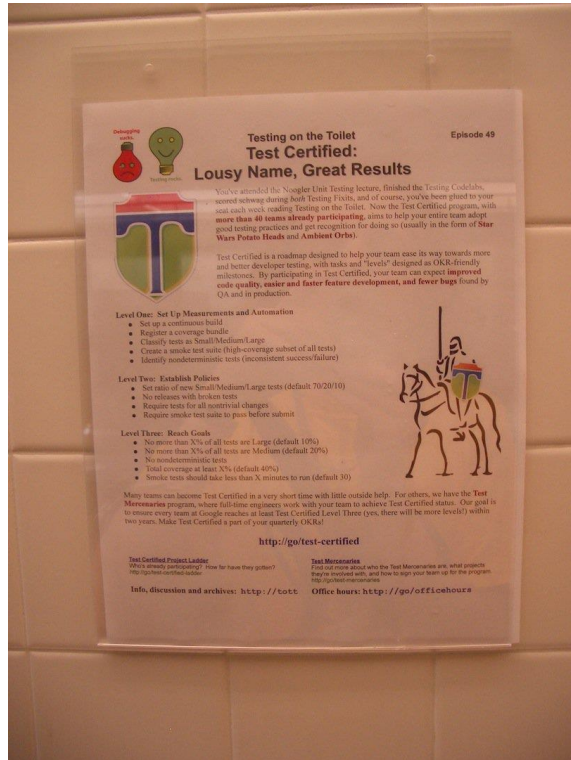 Debugging sucks.
Testing rocks.
Testing on the Toilet
Episode 49
Test Certified:
Lousy Name, Great Results
You've attended the Noogler Unit Testing lecture, finished the Testing Codelabs,
scored schwag during both Testing Fixits, and of course, you've been glued to your
seat each week reading Testing on the Toilet. Now the Test Certified program, with
more than 40 teams already participating, aims to help your entire team adopt
good testing practices and get recognition for doing so (usually in the form of Star
Wars Potato Heads and Ambient Orbs).
Test Certified is a roadmap designed to help your team ease its way towards more
and better developer testing, with tasks and "levels" designed as OKR-friendly
milestones. By participating in Test Certified, your team can expect improved
code quality, easier and faster feature development, and fewer bugs found by
QA and in production.
Level One: Set Up Measurements and Automation
• Set up a continuous build
• Register a coverage bundle
• Classify tests as Small/Medium/Large
• Create a smoke test suite (high-coverage subset of all tests)
• Identify nondeterministic tests (inconsistent success/failure)
Level Two: Establish Policies
• Set ratio of new Small/Medium/Large tests (default 70/20/10)
• No releases with broken tests
• Require tests for all nontrivial changes
• Require smoke test suite to pass before submit
Level Three: Reach Goals
• No more than X% of all tests are Large (default 10%)
• No more than X% of all tests are Medium (default 20%)
• No nondeterministic tests
• Total coverage at least X% (default 40%)
• Smoke tests should take less than X minutes to run (default 30)
Many teams can become Test Certified in a very short time with little outside help. For others, we have the Test
Mercenaries program, where full-time engineers work with your team to achieve Test Certified status. Our goal is
to ensure every team at Google reaches at least Test Certified Level Three (yes, there will be more levels!) within
two years. Make Test Certified a part of your quarterly OKRs!
http://go/test-certified
Test Certified Project Ladder
Who's already participating? How far have they gotten?
http://go/test-certified-ladder
Test Mercenaries
Find out more about who the Test Mercenaries are, what projects
they're involved with, and how to sign your team up for the program.
http://go/test-mercenaries
Info, discussion and archives: http://tott Office hours: http://go/officehours